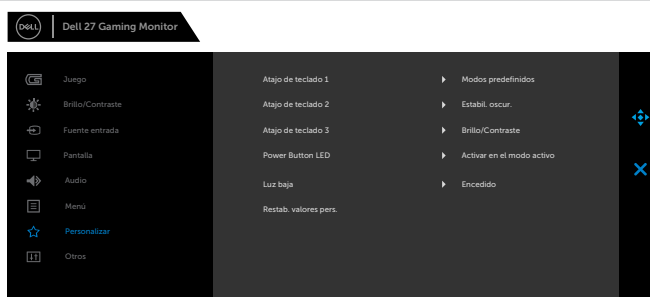 DELL
Dell 27 Gaming Monitor
Juego
Atajo de teclado 1
Modos predefinidos
Brillo/Contraste
Atajo de teclado 2
Estabil. oscur.
Fuente entrada
Atajo de teclado 3
Brillo/Contraste
Pantalla
Power Button LED
Activar en el modo activo
Audio
Luz baja
Encedido
Menú
Restab. valores pers.
Personalizar
Otros